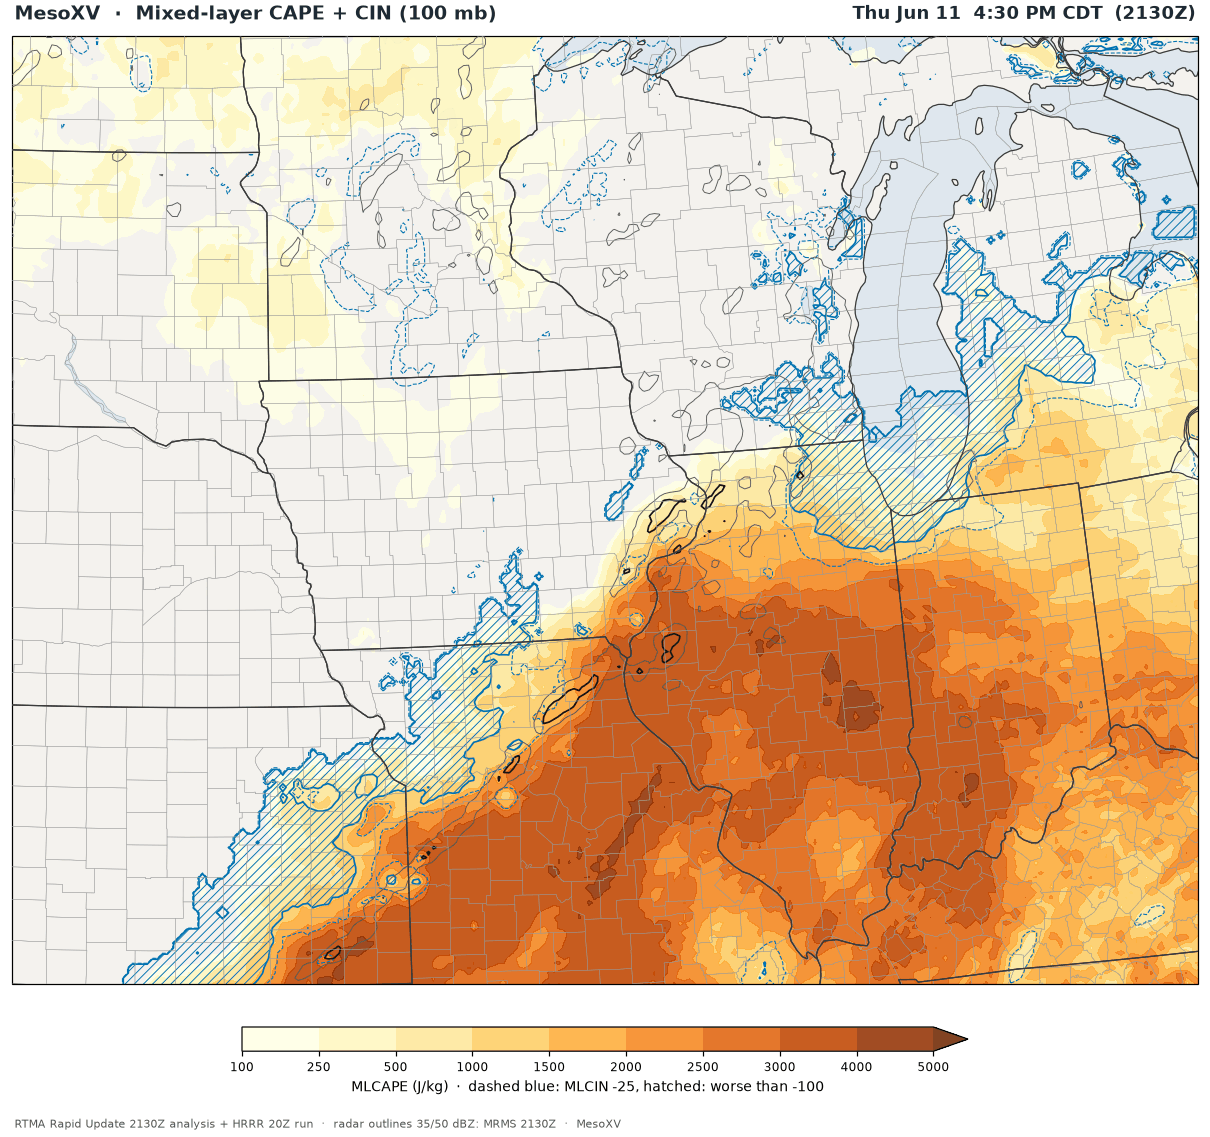 MesoXV · Mixed-layer CAPE + CIN (100 mb)
Thu Jun 11 4:30 PM CDT (2130Z)
100 250 500 1000 1500 2000 2500 3000 4000 5000
MLCAPE (J/kg) · dashed blue: MLCIN -25, hatched: worse than -100
RTMA Rapid Update 2130Z analysis + HRRR 20Z run · radar outlines 35/50 dBZ: MRMS 2130Z · MesoXV